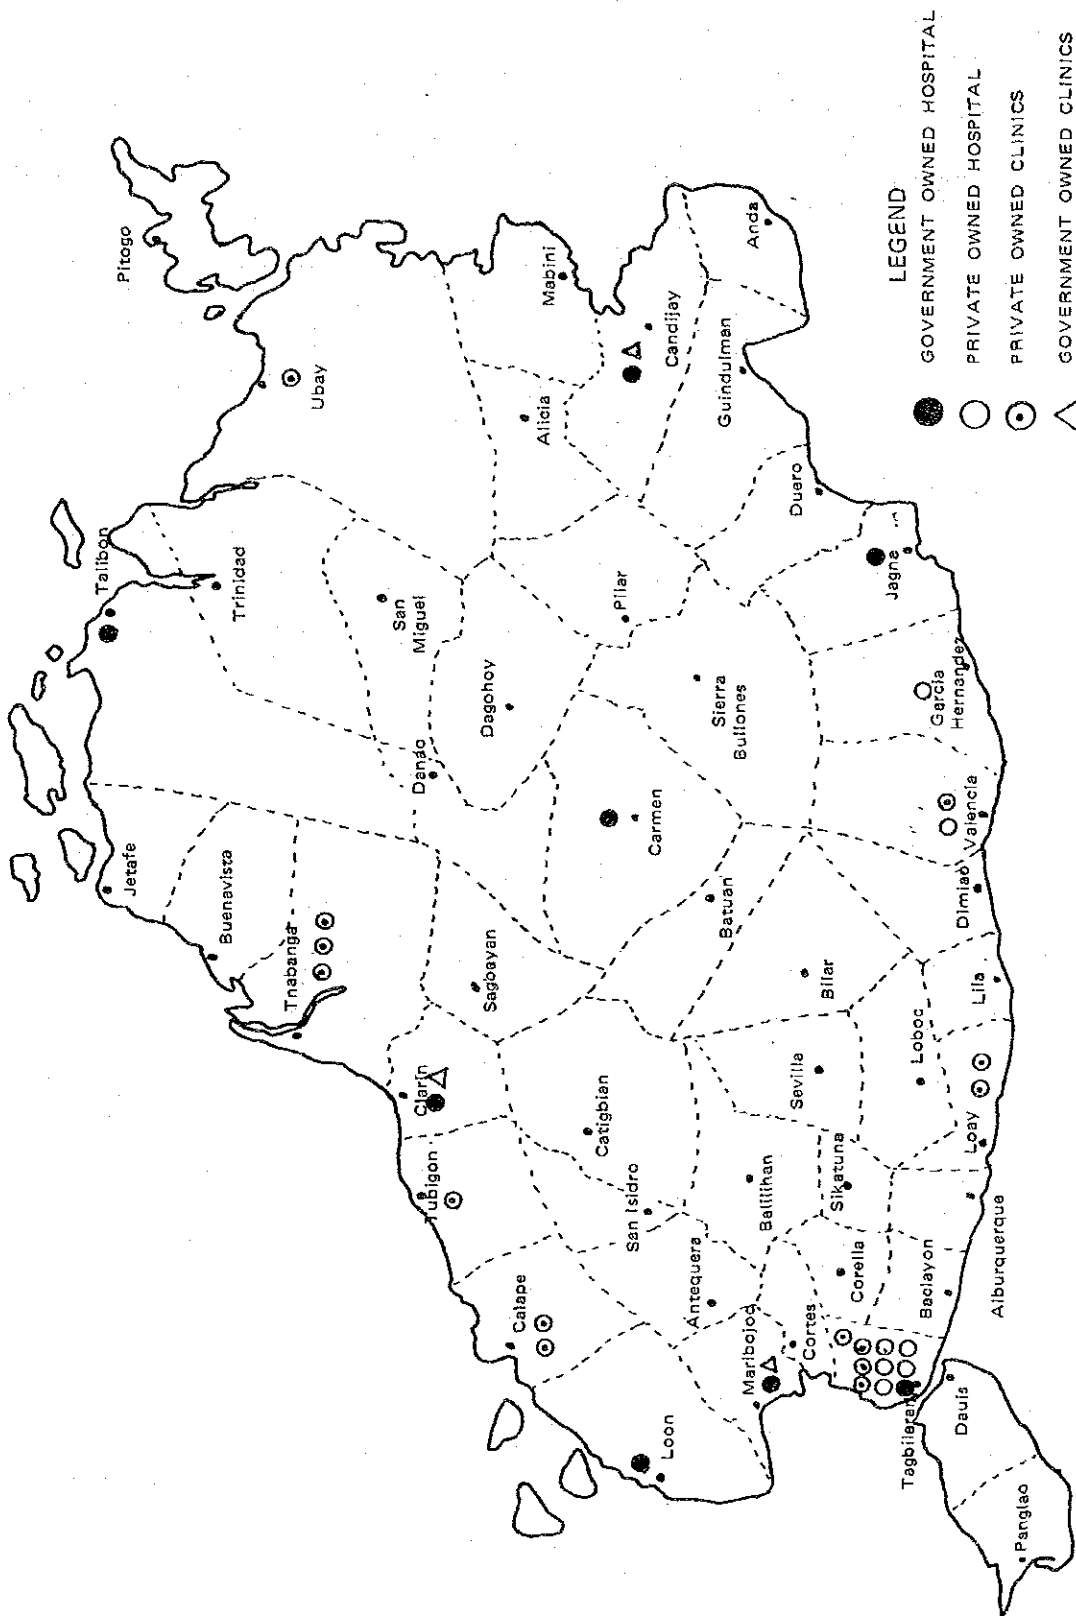 Pitogo
Talibon
Jetafe
Ubay
Trinidad
Buenavista
Tnabanga
San
Miguel
Danao
Clarin
Tubigon
Sagbayan
Dagohoy
Alicia
Mabini
Calape
Catigbian
San Isidro
Carmen
Pilar
Candijay
Loon
Antequera
Batuan
Sierra
Bullones
Guindulman
Anda
Maribojoc
Balilihan
Cortes
Sevilla
Bilar
Duero
Sikatuna
Corella
Loboc
Jagna
Garcia
Hernandez
Valencia
Dimiao
Lila
Loay
Alburquerque
Baclayon
Tagbilaran
Dauis
Panglao
LEGEND
GOVERNMENT OWNED HOSPITAL
PRIVATE OWNED HOSPITAL
PRIVATE OWNED CLINICS
GOVERNMENT OWNED CLINICS